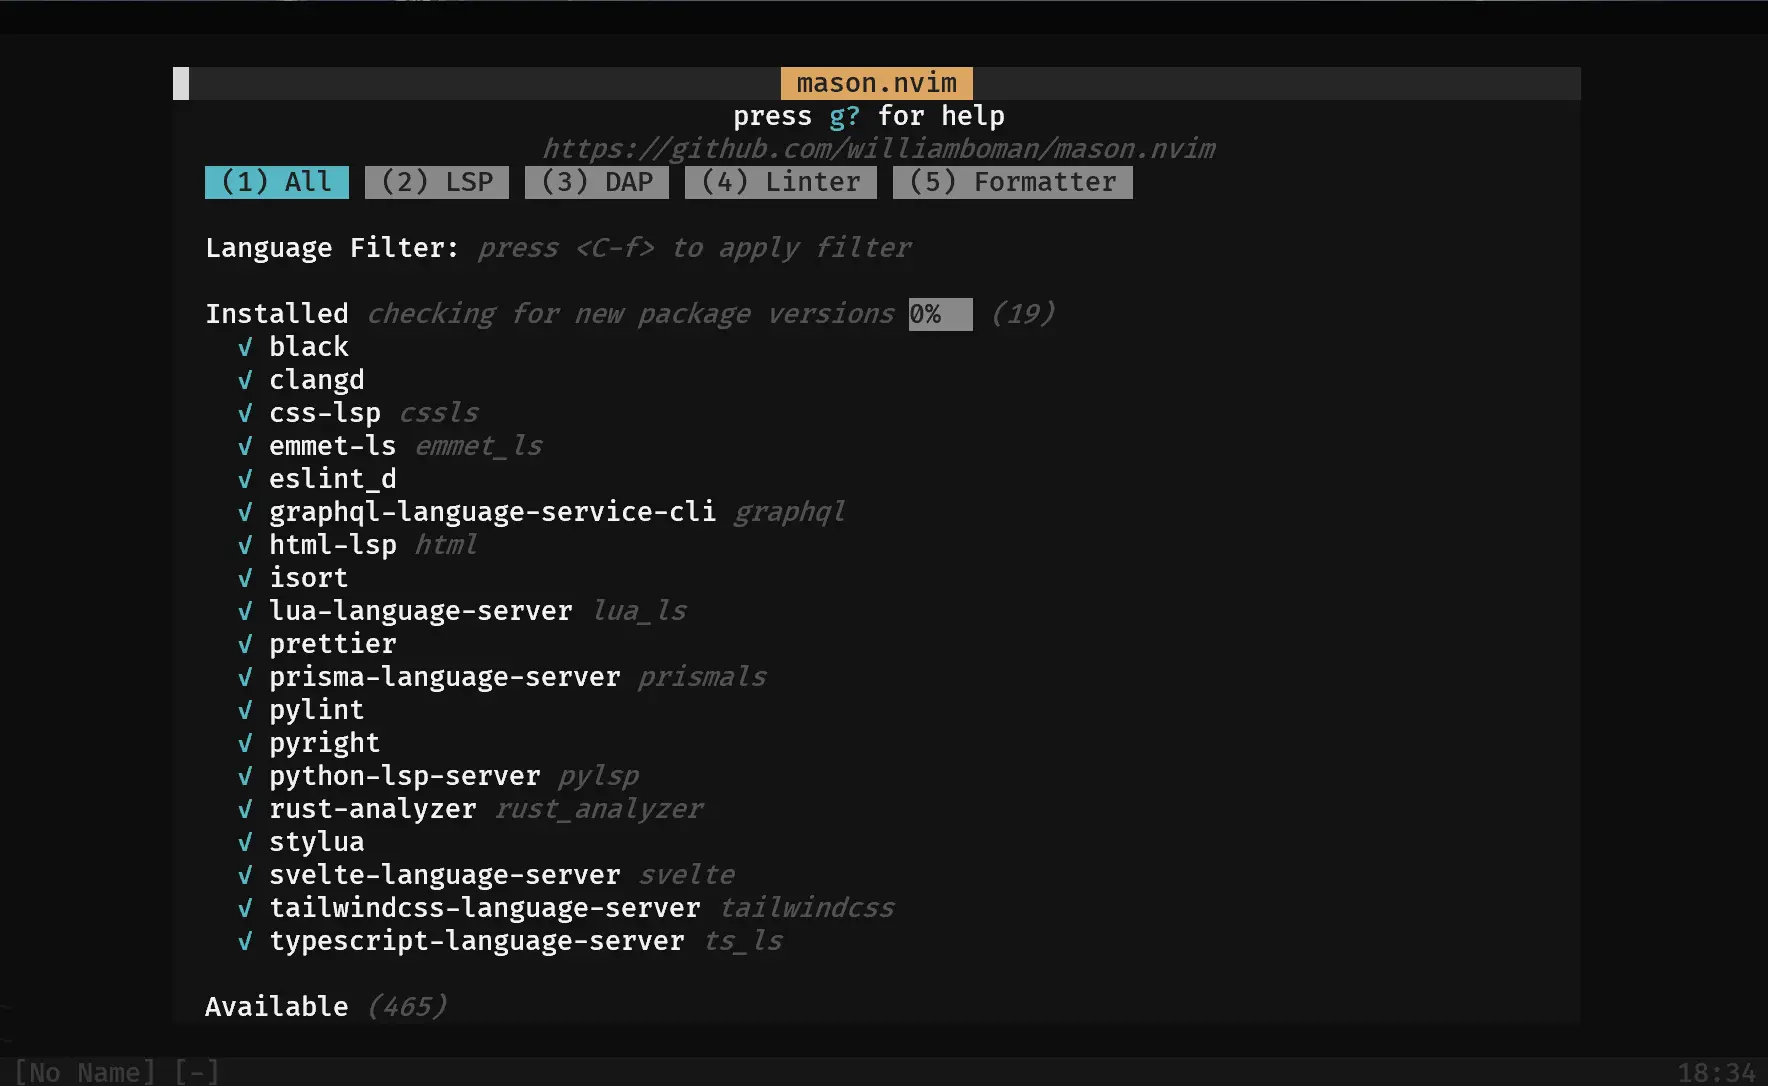 mason.nvim
press g? for help
https://github.com/williamboman/mason.nvim
(1) All (2) LSP (3) DAP (4) Linter (5) Formatter
Language Filter: press <C-f> to apply filter
Installed checking for new package versions 0% (19)
√ black
√ clangd
√ css-lsp cssls
√ emmet-ls emmet_ls
√ eslint_d
√ graphql-language-service-cli graphql
√ html-lsp html
√ isort
√ lua-language-server lua_ls
√ prettier
√ prisma-language-server prismals
√ pylint
√ pyright
√ python-lsp-server pylsp
√ rust-analyzer rust_analyzer
√ stylua
√ svelte-language-server svelte
√ tailwindcss-language-server tailwindcss
√ typescript-language-server ts_ls
Available (465)
[No Name] [-] 18:34